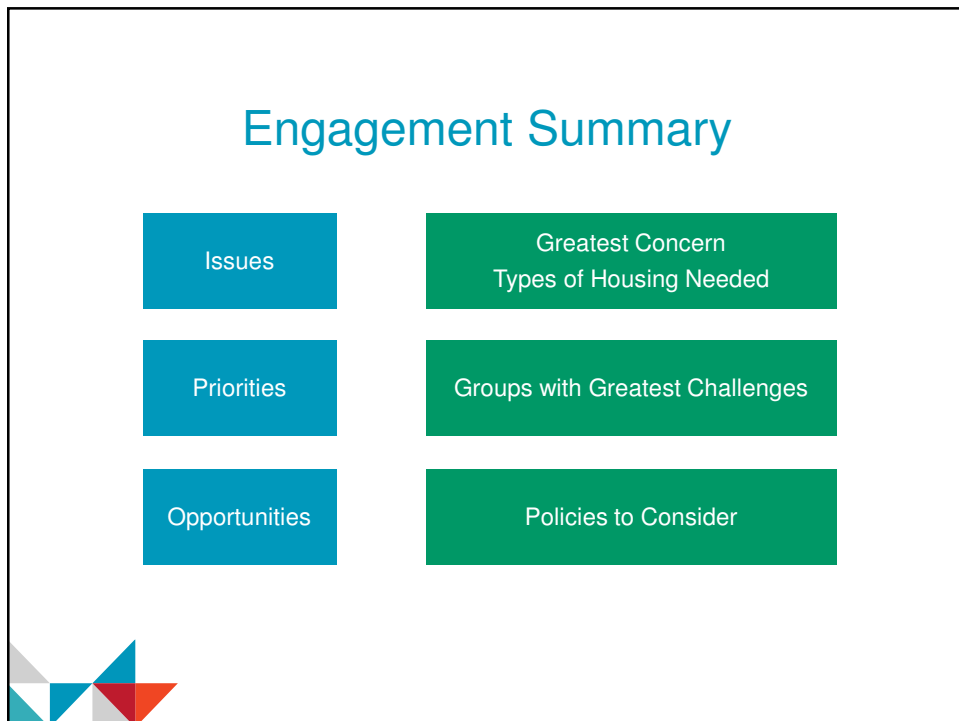 Engagement Summary
Issues
Greatest Concern
Types of Housing Needed
Priorities
Groups with Greatest Challenges
Opportunities
Policies to Consider